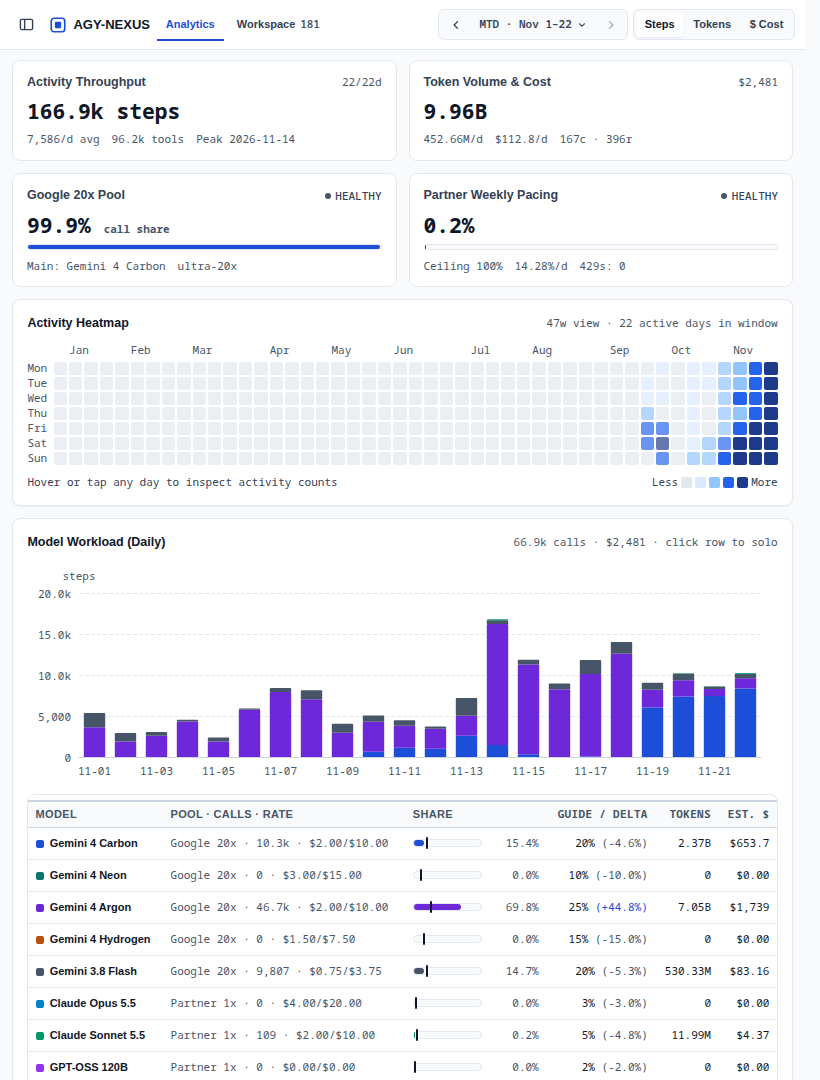 AGY-NEXUS Analytics Workspace 181 MTD · Nov 1–22 Steps Tokens $ Cost
Activity Throughput 22/22d
166.9k steps
7,586/d avg 96.2k tools Peak 2026-11-14
Token Volume & Cost $2,481
9.96B
452.66M/d $112.8/d 167c · 396r
Google 20x Pool HEALTHY
99.9% call share
Main: Gemini 4 Carbon ultra-20x
Partner Weekly Pacing HEALTHY
0.2%
Ceiling 100% 14.28%/d 429s: 0
Activity Heatmap 47w view · 22 active days in window
Jan Feb Mar Apr May Jun Jul Aug Sep Oct Nov
Mon
Tue
Wed
Thu
Fri
Sat
Sun
Hover or tap any day to inspect activity counts Less More
Model Workload (Daily) 66.9k calls · $2,481 · click row to solo
steps
20.0k
15.0k
10.0k
5,000
0
11-01 11-03 11-05 11-07 11-09 11-11 11-13 11-15 11-17 11-19 11-21
MODEL POOL · CALLS · RATE SHARE GUIDE / DELTA TOKENS EST. $
Gemini 4 Carbon Google 20x · 10.3k · $2.00/$10.00 15.4% 20% (-4.6%) 2.37B $653.7
Gemini 4 Neon Google 20x · 0 · $3.00/$15.00 0.0% 10% (-10.0%) 0 $0.00
Gemini 4 Argon Google 20x · 46.7k · $2.00/$10.00 69.8% 25% (+44.8%) 7.05B $1,739
Gemini 4 Hydrogen Google 20x · 0 · $1.50/$7.50 0.0% 15% (-15.0%) 0 $0.00
Gemini 3.8 Flash Google 20x · 9,807 · $0.75/$3.75 14.7% 20% (-5.3%) 530.33M $83.16
Claude Opus 5.5 Partner 1x · 0 · $4.00/$20.00 0.0% 3% (-3.0%) 0 $0.00
Claude Sonnet 5.5 Partner 1x · 109 · $2.00/$10.00 0.2% 5% (-4.8%) 11.99M $4.37
GPT-OSS 120B Partner 1x · 0 · $0.00/$0.00 0.0% 2% (-2.0%) 0 $0.00